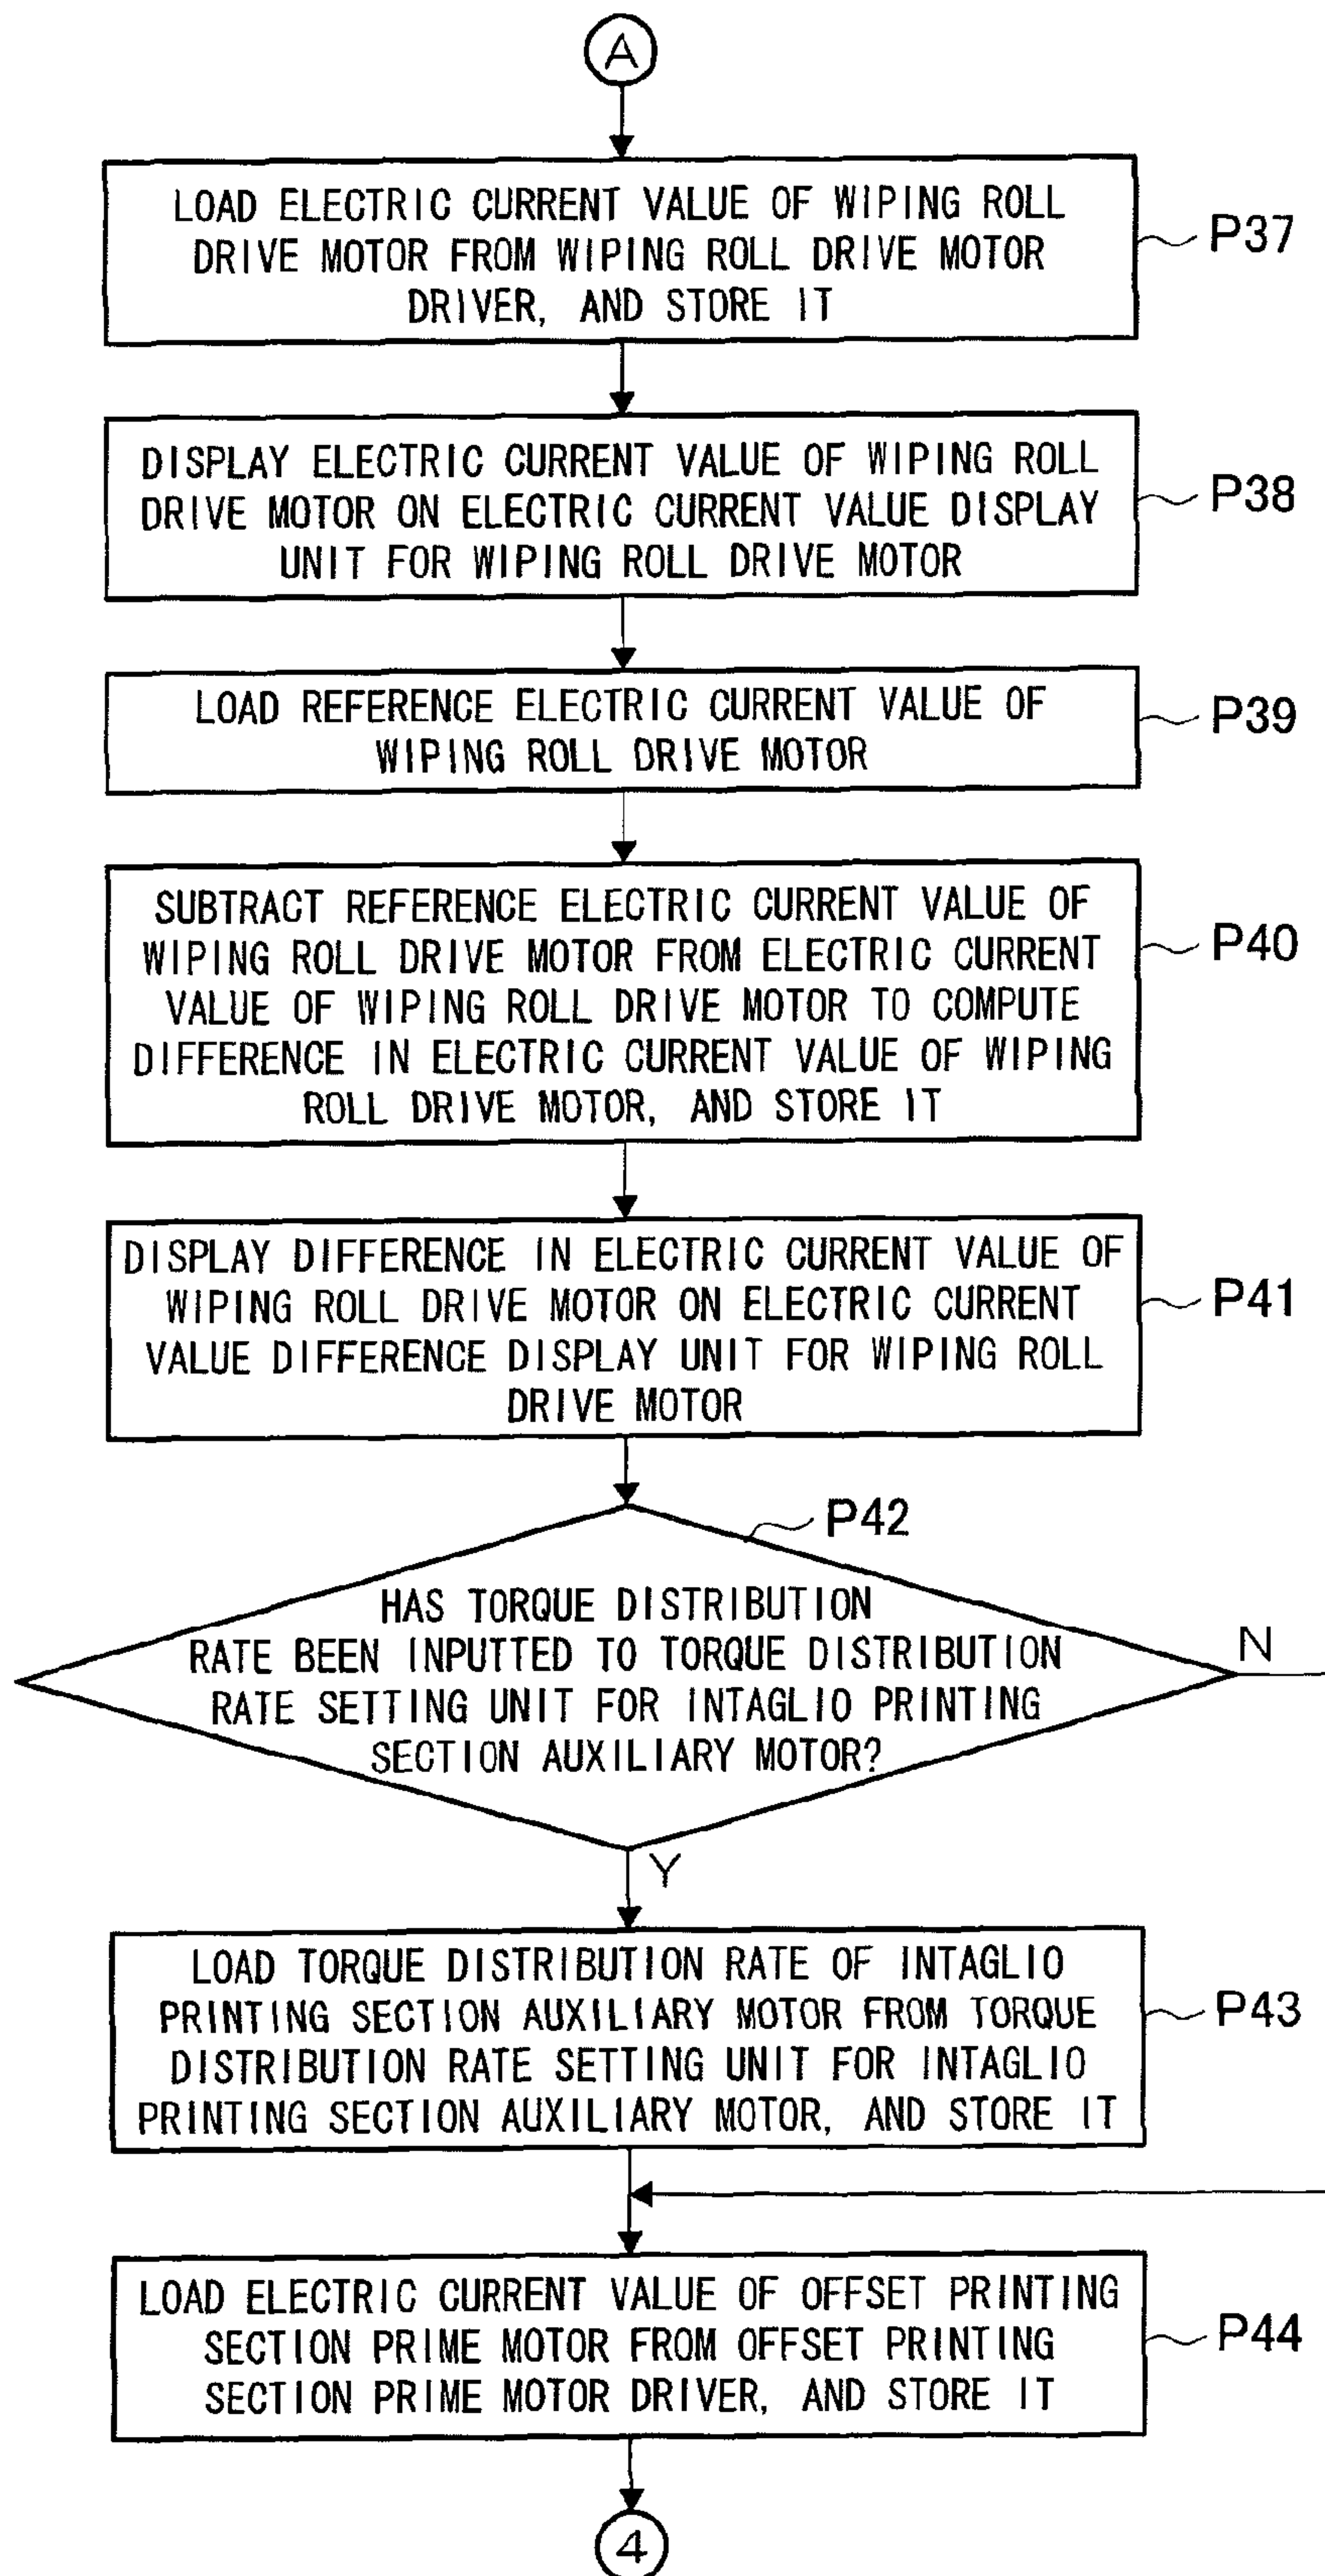 A
LOAD ELECTRIC CURRENT VALUE OF WIPING ROLL
DRIVE MOTOR FROM WIPING ROLL DRIVE MOTOR
DRIVER, AND STORE IT
P37
DISPLAY ELECTRIC CURRENT VALUE OF WIPING ROLL
DRIVE MOTOR ON ELECTRIC CURRENT VALUE DISPLAY
UNIT FOR WIPING ROLL DRIVE MOTOR
P38
LOAD REFERENCE ELECTRIC CURRENT VALUE OF
WIPING ROLL DRIVE MOTOR
P39
SUBTRACT REFERENCE ELECTRIC CURRENT VALUE OF
WIPING ROLL DRIVE MOTOR FROM ELECTRIC CURRENT
VALUE OF WIPING ROLL DRIVE MOTOR TO COMPUTE
DIFFERENCE IN ELECTRIC CURRENT VALUE OF WIPING
ROLL DRIVE MOTOR, AND STORE IT
P40
DISPLAY DIFFERENCE IN ELECTRIC CURRENT VALUE OF
WIPING ROLL DRIVE MOTOR ON ELECTRIC CURRENT
VALUE DIFFERENCE DISPLAY UNIT FOR WIPING ROLL
DRIVE MOTOR
P41
P42
HAS TORQUE DISTRIBUTION
RATE BEEN INPUTTED TO TORQUE DISTRIBUTION
RATE SETTING UNIT FOR INTAGLIO PRINTING
SECTION AUXILIARY MOTOR?
N
Y
LOAD TORQUE DISTRIBUTION RATE OF INTAGLIO
PRINTING SECTION AUXILIARY MOTOR FROM TORQUE
DISTRIBUTION RATE SETTING UNIT FOR INTAGLIO
PRINTING SECTION AUXILIARY MOTOR, AND STORE IT
P43
LOAD ELECTRIC CURRENT VALUE OF OFFSET PRINTING
SECTION PRIME MOTOR FROM OFFSET PRINTING
SECTION PRIME MOTOR DRIVER, AND STORE IT
P44
4